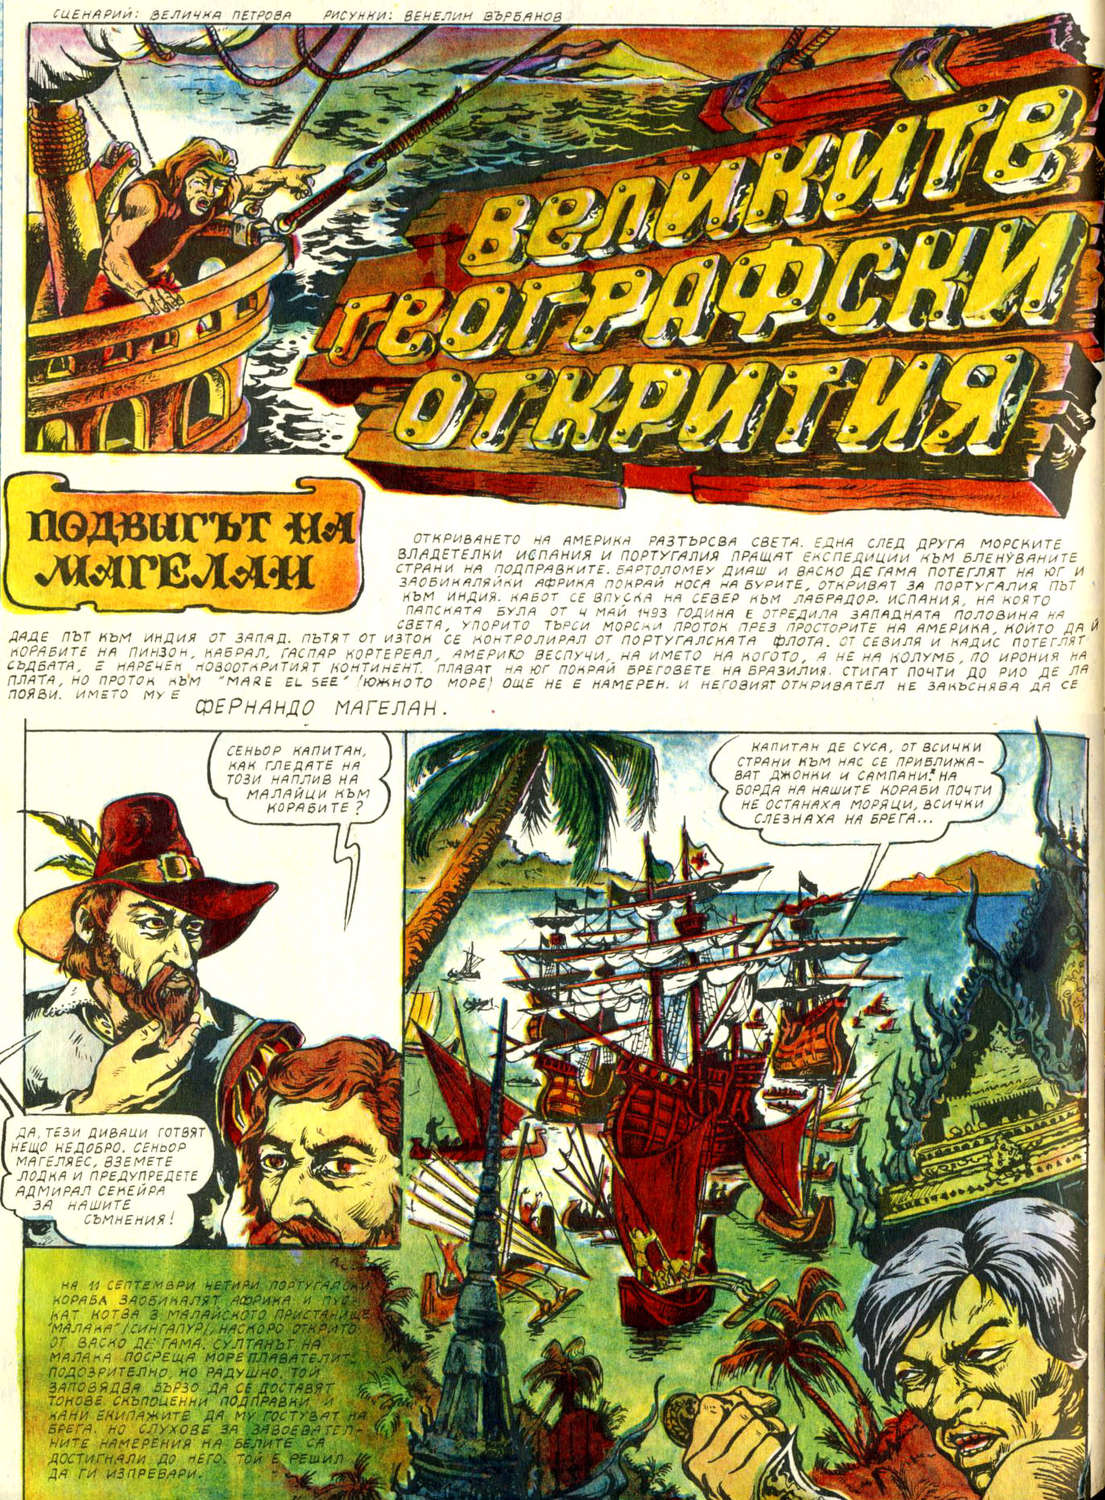 СЦЕНАРИЙ: ВЕЛИЧКА ПЕТРОВА РИСУНКИ: ВЕНЕЛИН ВЪРБАНОВ
ВЕЛИКИТЕ
ГЕОГРАФСКИ
ОТКРИТИЯ
ПОДВИГЪТ НА
МАГЕЛАН
ОТКРИВАНЕТО НА АМЕРИКА РАЗТЪРСВА СВЕТА. ЕДНА СЛЕД ДРУГА МОРСКИТЕ
ВЛАДЕТЕЛКИ ИСПАНИЯ И ПОРТУГАЛИЯ ПРАЩАТ ЕКСПЕДИЦИИ КЪМ БЛЕНУВАНИТЕ
СТРАНИ НА ПОДПРАВКИТЕ. БАРТОЛОМЕУ ДИАШ И ВАСКО ДЕ ГАМА ПОТЕГЛЯТ НА ЮГ И
ЗАОБИКАЛЯЙКИ АФРИКА ПОКРАЙ НОСА НА БУРИТЕ, ОТКРИВАТ ЗА ПОРТУГАЛИЯ ПЪТ
КЪМ ИНДИЯ. КАБОТ СЕ ВПУСКА НА СЕВЕР КЪМ ЛАБРАДОР. ИСПАНИЯ, НА КОЯТО
ПАПСКАТА БУЛА ОТ 4 МАЙ 1493 ГОДИНА Е ОТРЕДИЛА ЗАПАДНАТА ПОЛОВИНА НА
СВЕТА, УПОРИТО ТЪРСИ МОРСКИ ПРОТОК ПРЕЗ ПРОСТОРИТЕ НА АМЕРИКА, КОЙТО ДА Й
ДАДЕ ПЪТ КЪМ ИНДИЯ ОТ ЗАПАД. ПЪТЯТ ОТ ИЗТОК СЕ КОНТРОЛИРАЛ ОТ ПОРТУГАЛСКАТА ФЛОТА. ОТ СЕВИЛЯ И КАДИС ПОТЕГЛЯТ
КОРАБИТЕ НА ПИНЗОН, КАБРАЛ, ГАСПАР КОРТЕРЕАЛ, АМЕРИКО ВЕСПУЧИ, НА ИМЕТО НА КОГОТО, А НЕ НА КОЛУМБ, ПО ИРОНИЯ НА
СЪДБАТА, Е НАРЕЧЕН НОВООТКРИТИЯТ КОНТИНЕНТ. ПЛАВАТ НА ЮГ ПОКРАЙ БРЕГОВЕТЕ НА БРАЗИЛИЯ. СТИГАТ ПОЧТИ ДО РИО ДЕ ЛА
ПЛАТА, НО ПРОТОК КЪМ "MARE EL SEE" /ЮЖНОТО МОРЕ/ ОЩЕ НЕ Е НАМЕРЕН. И НЕГОВИЯТ ОТКРИВАТЕЛ НЕ ЗАКЪСНЯВА ДА СЕ
ПОЯВИ. ИМЕТО МУ Е
ФЕРНАНДО МАГЕЛАН.
СЕНЬОР КАПИТАН,
КАК ГЛЕДАТЕ НА
ТОЗИ НАПЛИВ НА
МАЛАЙЦИ КЪМ
КОРАБИТЕ?
КАПИТАН ДЕ СУСА, ОТ ВСИЧКИ
СТРАНИ КЪМ НАС СЕ ПРИБЛИЖА-
ВАТ ДЖОНКИ И САМПАНИ.* НА
БОРДА НА НАШИТЕ КОРАБИ ПОЧТИ
НЕ ОСТАНАХА МОРЯЦИ, ВСИЧКИ
СЛЕЗНАХА НА БРЕГА...
ДА, ТЕЗИ ДИВАЦИ ГОТВЯТ
НЕЩО НЕДОБРО. СЕНЬОР
МАГЕЛЯЕС, ВЗЕМЕТЕ
ЛОДКА И ПРЕДУПРЕДЕТЕ
АДМИРАЛ СЕКЕЙРА
ЗА НАШИТЕ
СЪМНЕНИЯ!
НА 11 СЕПТЕМВРИ ЧЕТИРИ ПОРТУГАЛСКИ
КОРАБА ЗАОБИКАЛЯТ АФРИКА И ПУС-
КАТ КОТВА В МАЛАЙСКОТО ПРИСТАНИЩЕ
"МАЛАКА" /СИНГАПУР/, НАСКОРО ОТКРИТО
ОТ ВАСКО ДЕ ГАМА. СУЛТАНЪТ НА
МАЛАКА ПОСРЕЩА МОРЕПЛАВАТЕЛИТЕ
ПОДОЗРИТЕЛНО, НО РАДУШНО. ТОЙ
ЗАПОВЯДВА БЪРЗО ДА СЕ ДОСТАВЯТ
ТОНОВЕ СКЪПОЦЕННИ ПОДПРАВКИ И
КАНИ ЕКИПАЖИТЕ ДА МУ ГОСТУВАТ НА
БРЕГА. НО СЛУХОВЕ ЗА ЗАВОЕВАТЕЛ-
НИТЕ НАМЕРЕНИЯ НА БЕЛИТЕ СА
ДОСТИГНАЛИ ДО НЕГО. ТОЙ Е РЕШИЛ
ДА ГИ ИЗПРЕВАРИ.